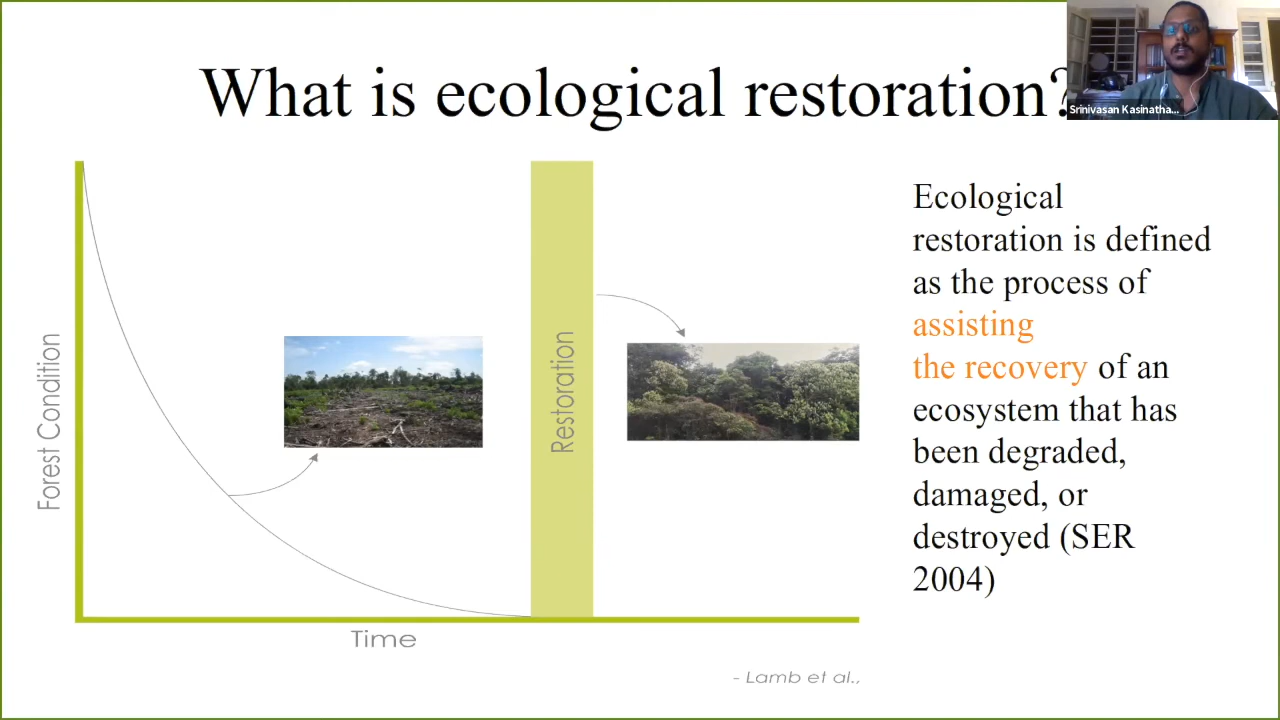 What is ecological restoration?
Srinivasan Kasinatha...
Ecological
restoration is defined
as the process of
assisting
the recovery of an
ecosystem that has
been degraded,
damaged, or
destroyed (SER
2004)
Forest Condition
Restoration
Time
- Lamb et al.,